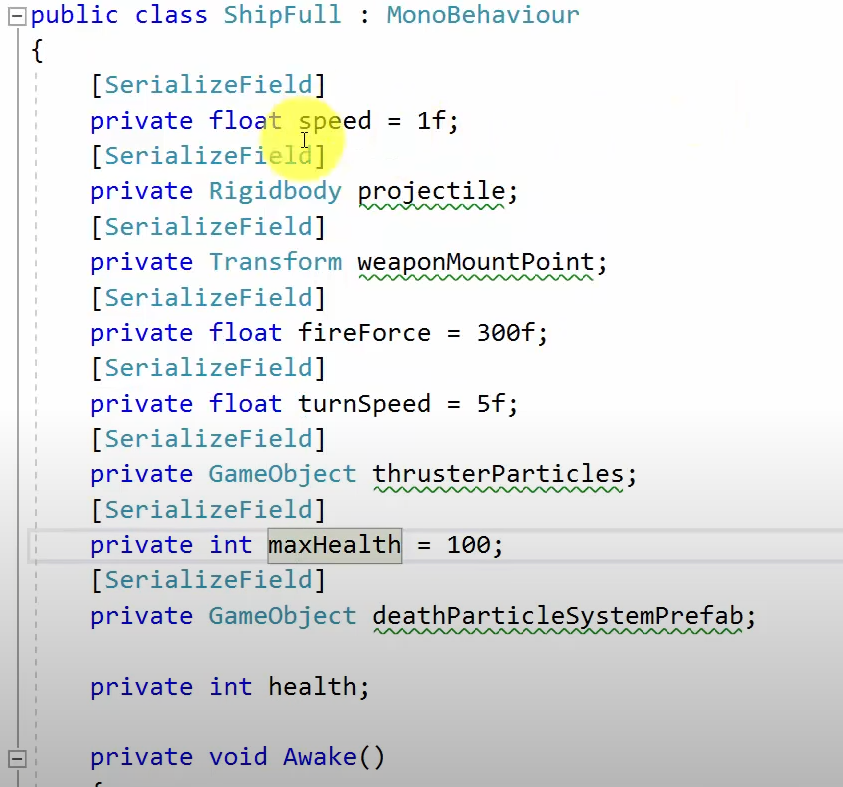 public class ShipFull : MonoBehaviour
{
[SerializeField]
private float speed = 1f;
[SerializeField]
private Rigidbody projectile;
[SerializeField]
private Transform weaponMountPoint;
[SerializeField]
private float fireForce = 300f;
[SerializeField]
private float turnSpeed = 5f;
[SerializeField]
private GameObject thrusterParticles;
[SerializeField]
private int maxHealth = 100;
[SerializeField]
private GameObject deathParticleSystemPrefab;
private int health;
private void Awake()
{